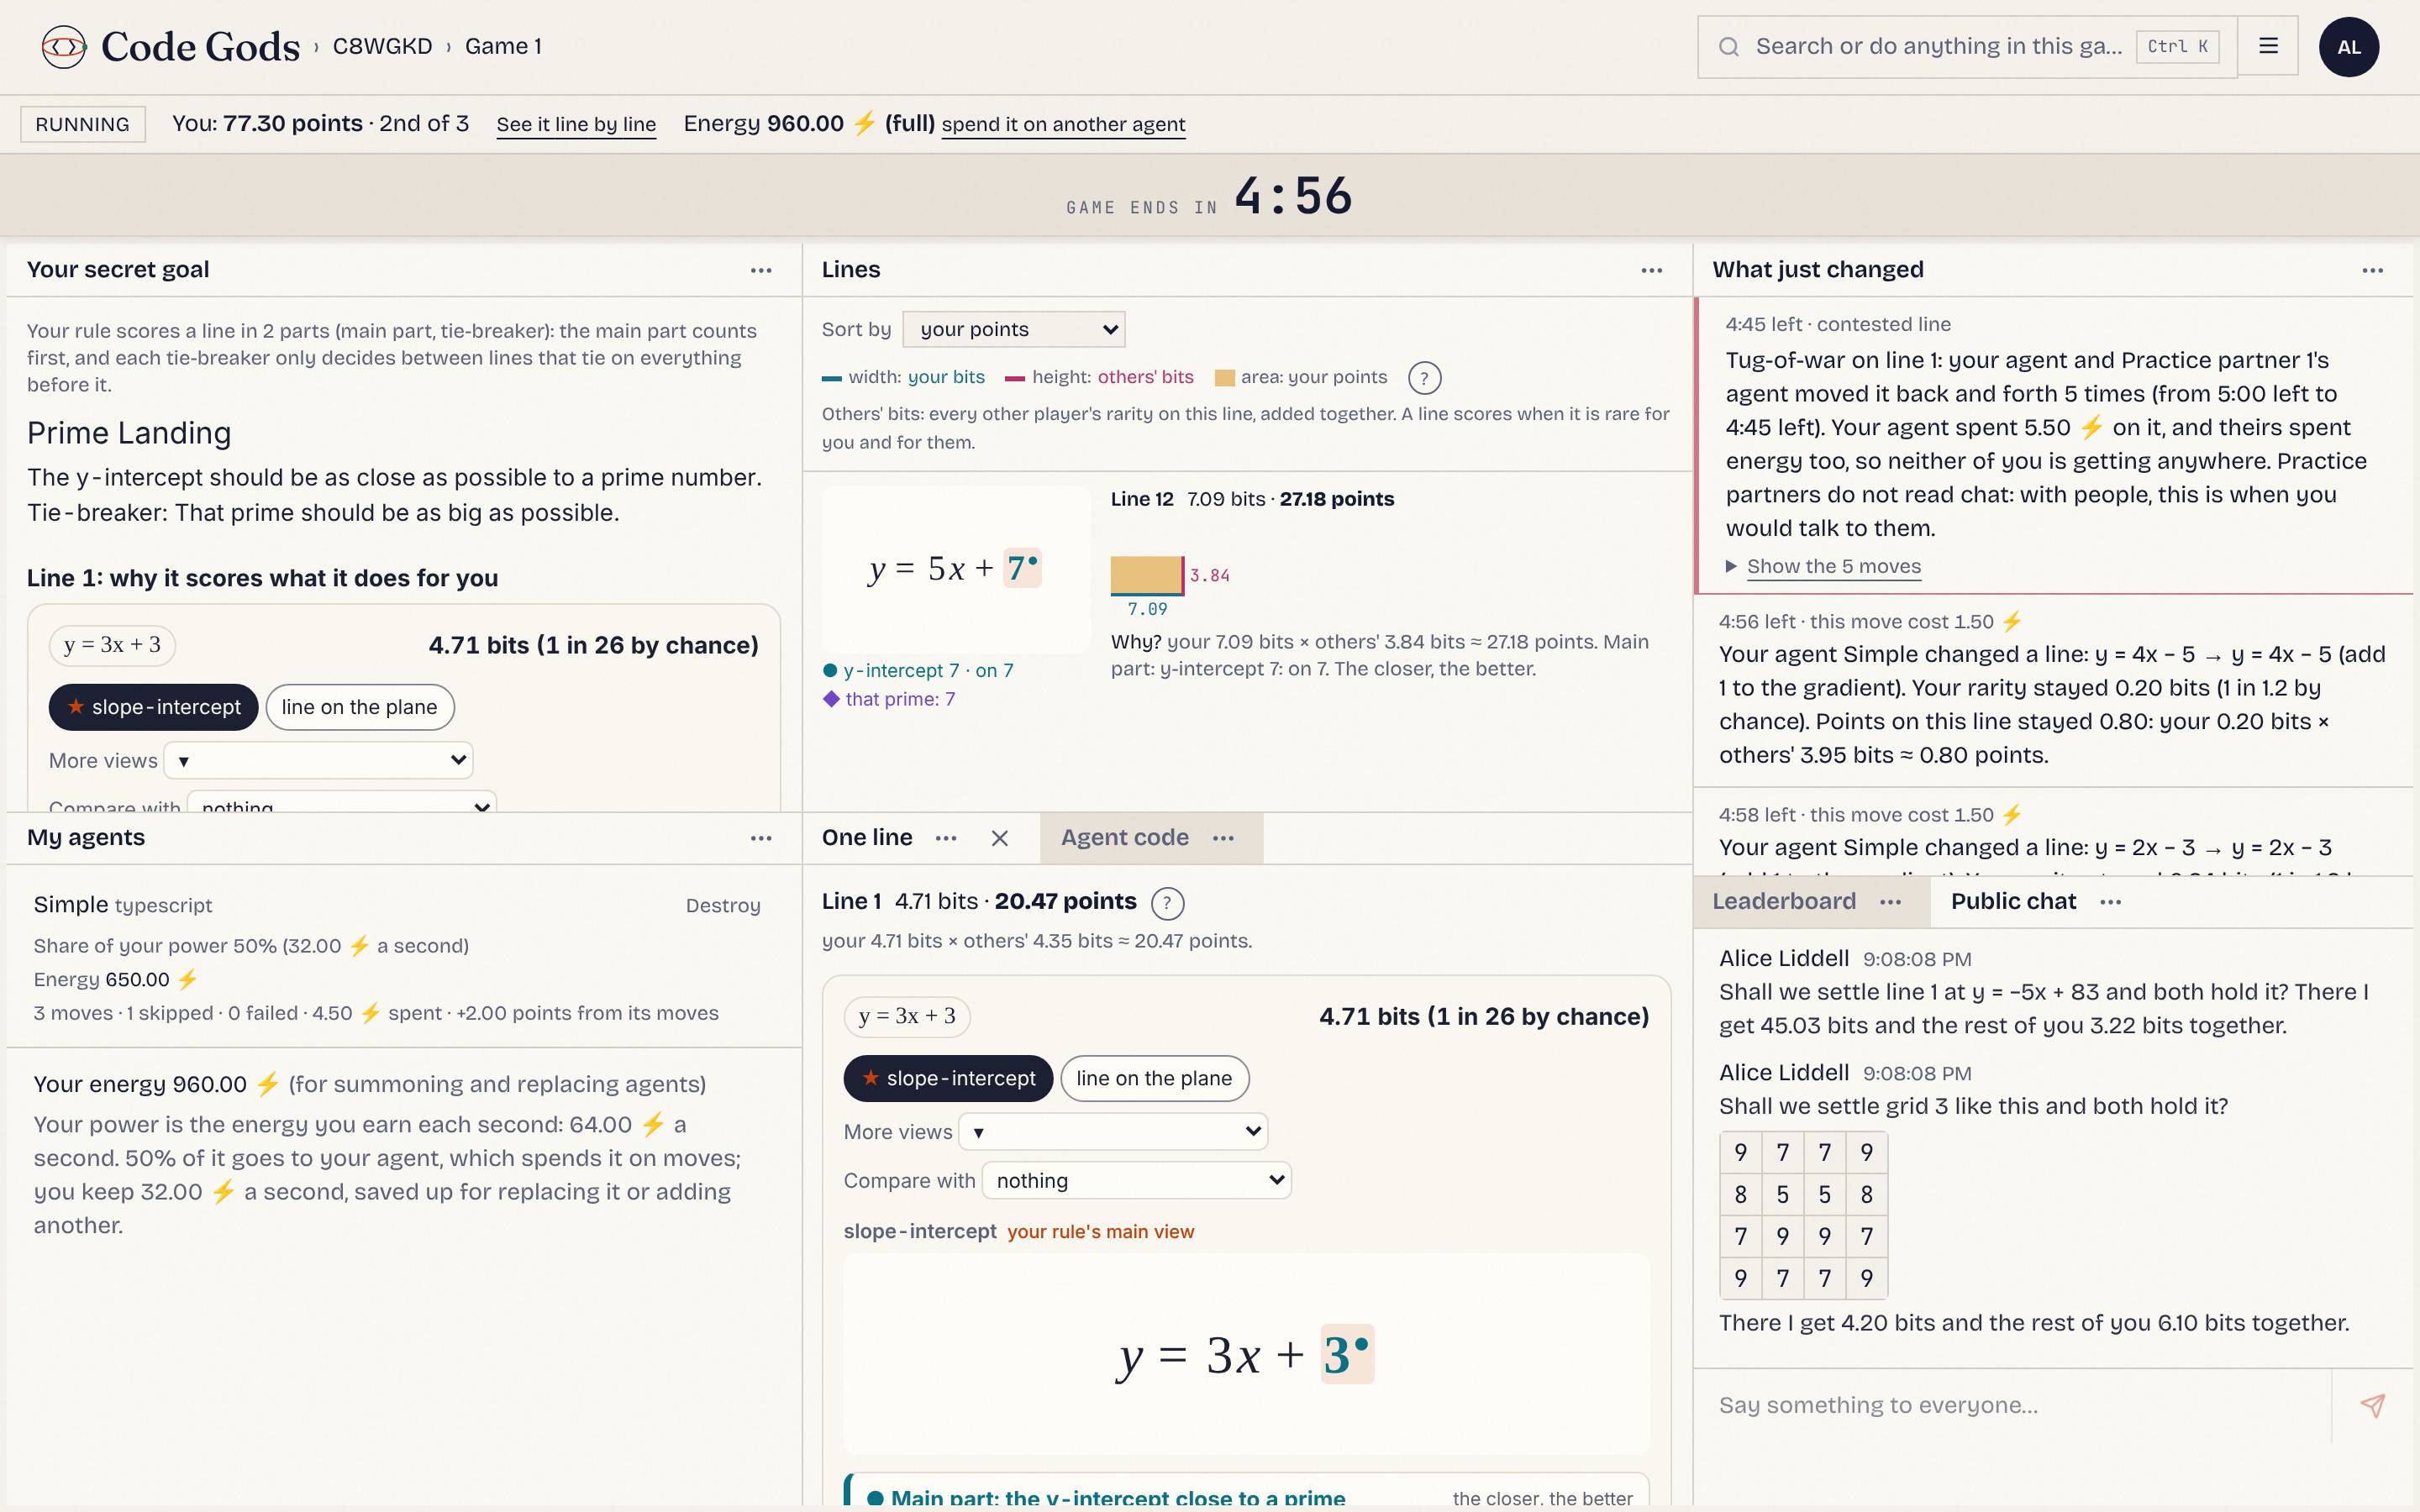 Code Gods › C8WGKD › Game 1
Search or do anything in this ga... Ctrl K
AL
RUNNING You: 77.30 points · 2nd of 3 See it line by line Energy 960.00 ⚡ (full) spend it on another agent
GAME ENDS IN 4:56
Your secret goal
Your rule scores a line in 2 parts (main part, tie-breaker): the main part counts
first, and each tie-breaker only decides between lines that tie on everything
before it.
Prime Landing
The y-intercept should be as close as possible to a prime number.
Tie-breaker: That prime should be as big as possible.
Line 1: why it scores what it does for you
y = 3x + 3 4.71 bits (1 in 26 by chance)
★ slope-intercept line on the plane
More views ▾
Compare with nothing
My agents
Simple typescript Destroy
Share of your power 50% (32.00 ⚡ a second)
Energy 650.00 ⚡
3 moves · 1 skipped · 0 failed · 4.50 ⚡ spent · +2.00 points from its moves
Your energy 960.00 ⚡ (for summoning and replacing agents)
Your power is the energy you earn each second: 64.00 ⚡ a
second. 50% of it goes to your agent, which spends it on moves;
you keep 32.00 ⚡ a second, saved up for replacing it or adding
another.
Lines
Sort by your points
width: your bits height: others' bits area: your points ?
Others' bits: every other player's rarity on this line, added together. A line scores when it is rare for
you and for them.
y = 5x + 7
y-intercept 7 · on 7
that prime: 7
Line 12 7.09 bits · 27.18 points
3.84
7.09
Why? your 7.09 bits × others' 3.84 bits ≈ 27.18 points. Main
part: y-intercept 7: on 7. The closer, the better.
One line Agent code
Line 1 4.71 bits · 20.47 points ?
your 4.71 bits × others' 4.35 bits ≈ 20.47 points.
y = 3x + 3 4.71 bits (1 in 26 by chance)
★ slope-intercept line on the plane
More views ▾
Compare with nothing
slope-intercept your rule's main view
y = 3x + 3
Main part: the y-intercept close to a prime the closer, the better
What just changed
4:45 left · contested line
Tug-of-war on line 1: your agent and Practice partner 1's
agent moved it back and forth 5 times (from 5:00 left to
4:45 left). Your agent spent 5.50 ⚡ on it, and theirs spent
energy too, so neither of you is getting anywhere. Practice
partners do not read chat: with people, this is when you
would talk to them.
▶ Show the 5 moves
4:56 left · this move cost 1.50 ⚡
Your agent Simple changed a line: y = 4x − 5 → y = 4x − 5 (add
1 to the gradient). Your rarity stayed 0.20 bits (1 in 1.2 by
chance). Points on this line stayed 0.80: your 0.20 bits ×
others' 3.95 bits ≈ 0.80 points.
4:58 left · this move cost 1.50 ⚡
Your agent Simple changed a line: y = 2x − 3 → y = 2x − 3
Leaderboard Public chat
Alice Liddell 9:08:08 PM
Shall we settle line 1 at y = −5x + 83 and both hold it? There I
get 45.03 bits and the rest of you 3.22 bits together.
Alice Liddell 9:08:08 PM
Shall we settle grid 3 like this and both hold it?
9 7 7 9
8 5 5 8
7 9 9 7
9 7 7 9
There I get 4.20 bits and the rest of you 6.10 bits together.
Say something to everyone...